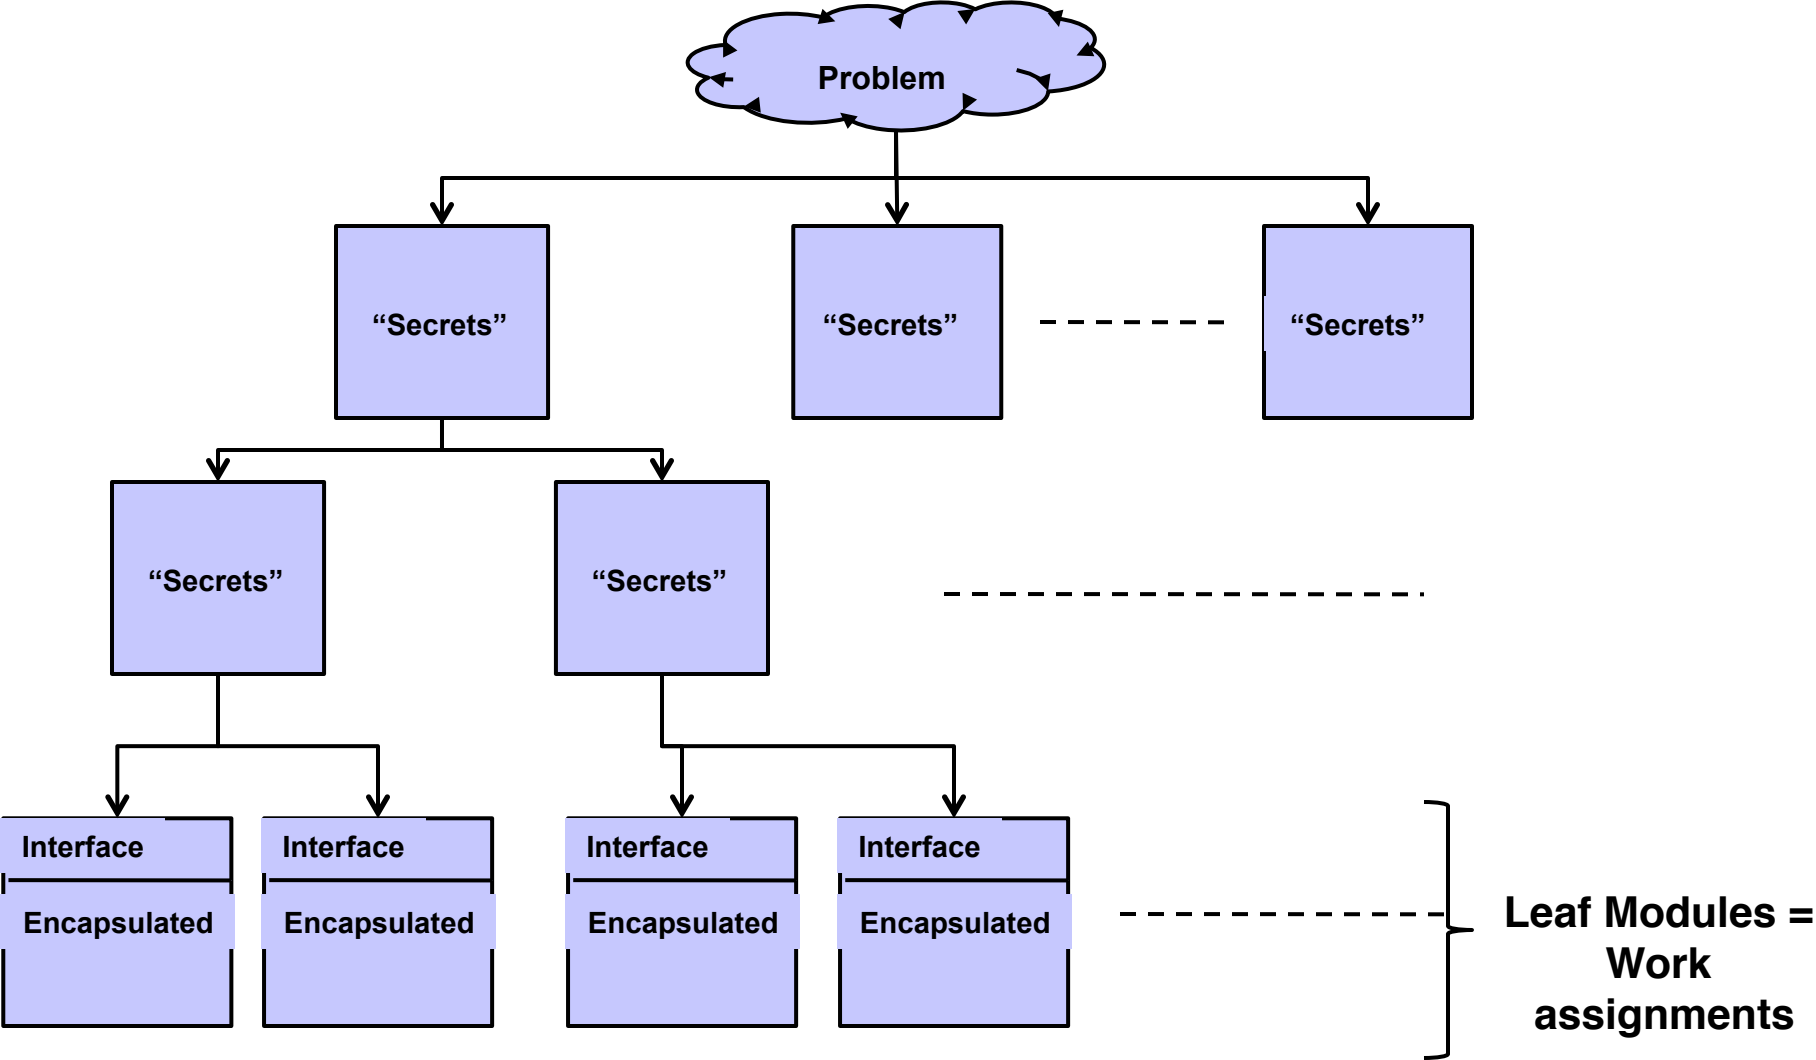 Problem
“Secrets”
“Secrets”
“Secrets”
“Secrets”
“Secrets”
Interface
Interface
Interface
Interface
Encapsulated
Encapsulated
Encapsulated
Encapsulated
Leaf Modules =
Work
assignments